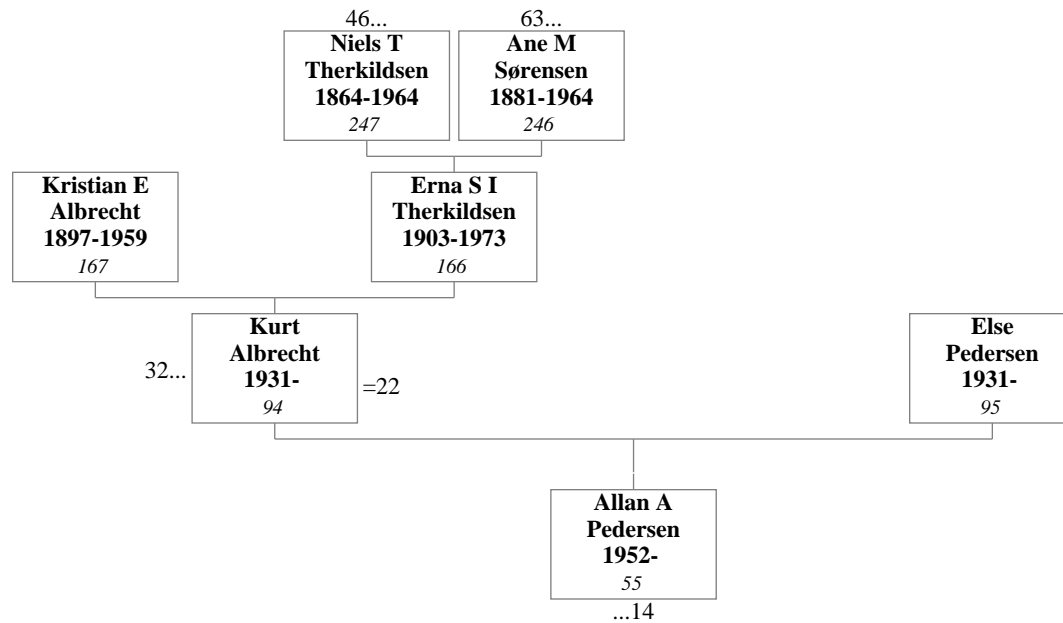 46...
63...
Niels T
Therkildsen
1864-1964
247
Ane M
Sørensen
1881-1964
246
Kristian E
Albrecht
1897-1959
167
Erna S I
Therkildsen
1903-1973
166
32...
Kurt
Albrecht
1931-
94
=22
Else
Pedersen
1931-
95
Allan A
Pedersen
1952-
55
...14